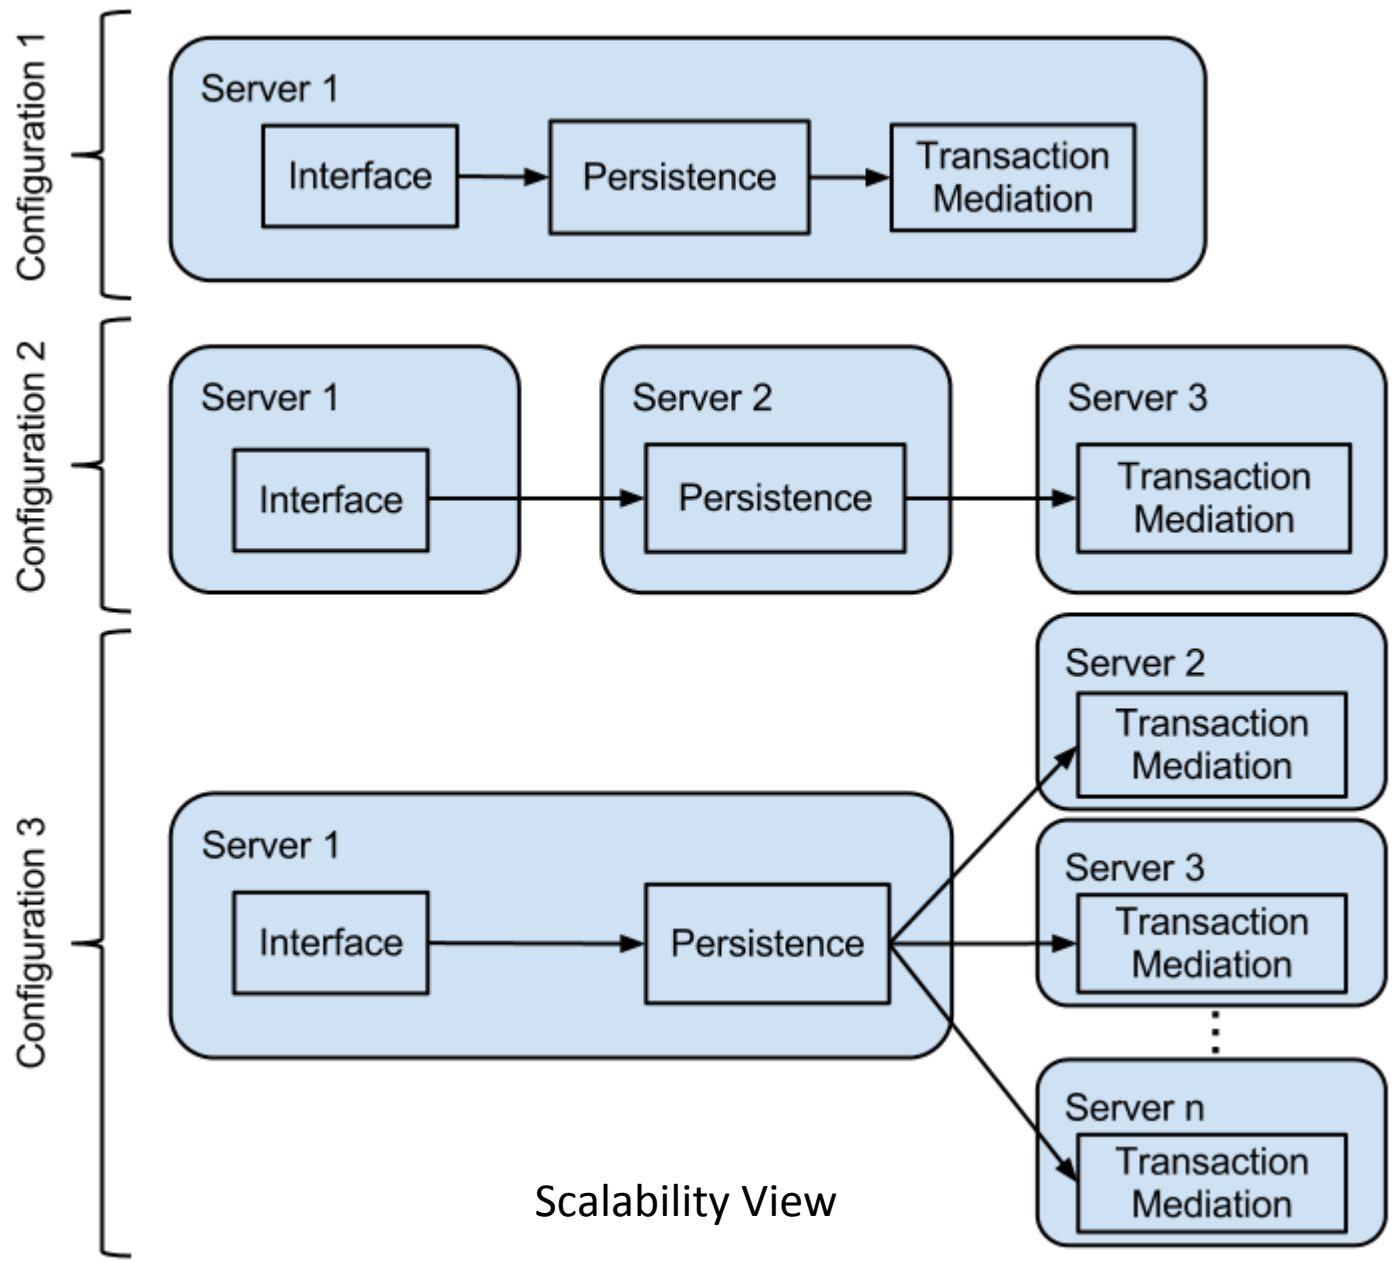 Configuration 1
Server 1
Interface
Persistence
Transaction
Mediation
Configuration 2
Server 1
Interface
Server 2
Persistence
Server 3
Transaction
Mediation
Configuration 3
Server 1
Interface
Persistence
Server 2
Transaction
Mediation
Server 3
Transaction
Mediation
Server n
Transaction
Mediation
Scalability View